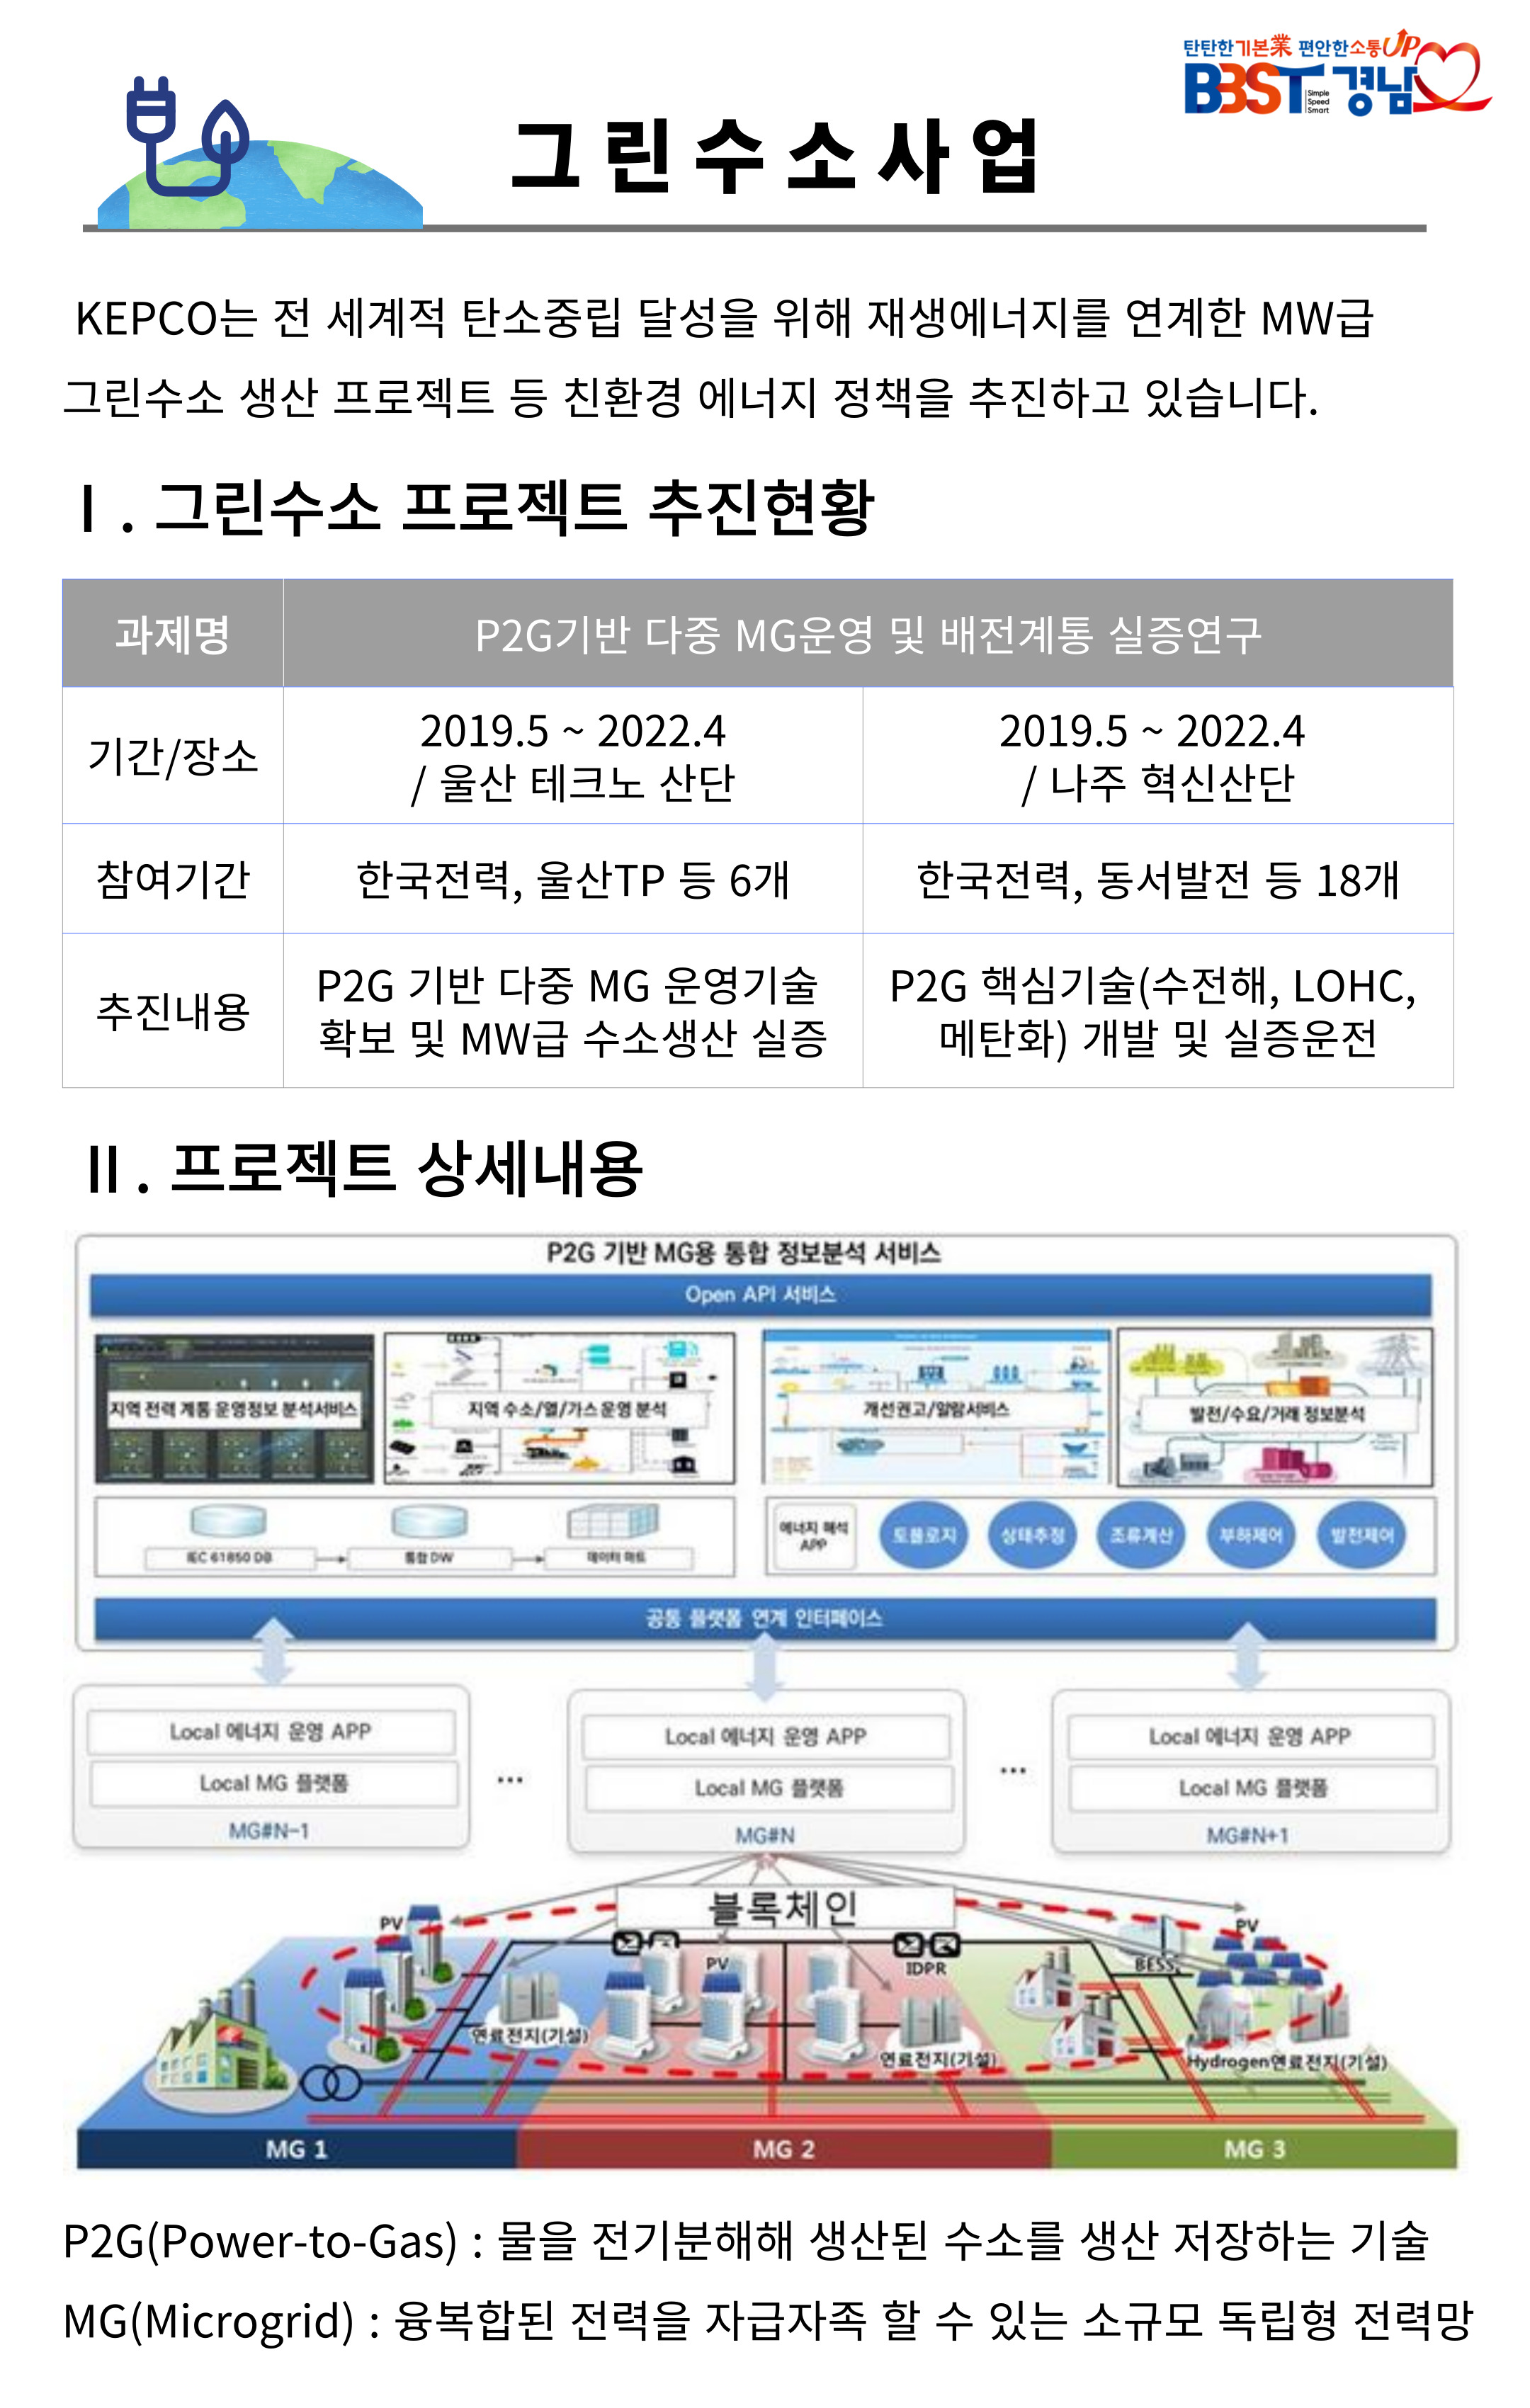 탄탄한기본業 편안한소통UP
BBST 경남
Simple
Speed
Smart
그린수소사업
KEPCO는 전 세계적 탄소중립 달성을 위해 재생에너지를 연계한 MW급
그린수소 생산 프로젝트 등 친환경 에너지 정책을 추진하고 있습니다.
Ⅰ. 그린수소 프로젝트 추진현황
과제명 P2G기반 다중 MG운영 및 배전계통 실증연구
기간/장소
2019.5 ~ 2022.4
/ 울산 테크노 산단
2019.5 ~ 2022.4
/ 나주 혁신산단
참여기간 한국전력, 울산TP 등 6개 한국전력, 동서발전 등 18개
추진내용
P2G 기반 다중 MG 운영기술
확보 및 MW급 수소생산 실증
P2G 핵심기술(수전해, LOHC,
메탄화) 개발 및 실증운전
Ⅱ. 프로젝트 상세내용
P2G 기반 MG용 통합 정보분석 서비스
Open API 서비스
지역 전력 계통 운영정보 분석서비스
지역 수소/열/가스 운영 분석
개선권고/알람서비스
발전/수요/거래 정보분석
IEC 61850 DB
통합 DW
데이터 마트
에너지 해석
APP
토폴로지
상태추정
조류계산
부하제어
발전제어
공통 플랫폼 연계 인터페이스
Local 에너지 운영 APP
Local MG 플랫폼
MG#N-1
...
Local 에너지 운영 APP
Local MG 플랫폼
MG#N
...
Local 에너지 운영 APP
Local MG 플랫폼
MG#N+1
블록체인
PV
PV
IDPR
BESS
PV
연료전지(기설)
연료전지(기설)
Hydrogen연료전지(기설)
MG 1
MG 2
MG 3
P2G(Power-to-Gas) : 물을 전기분해해 생산된 수소를 생산 저장하는 기술
MG(Microgrid) : 융복합된 전력을 자급자족 할 수 있는 소규모 독립형 전력망